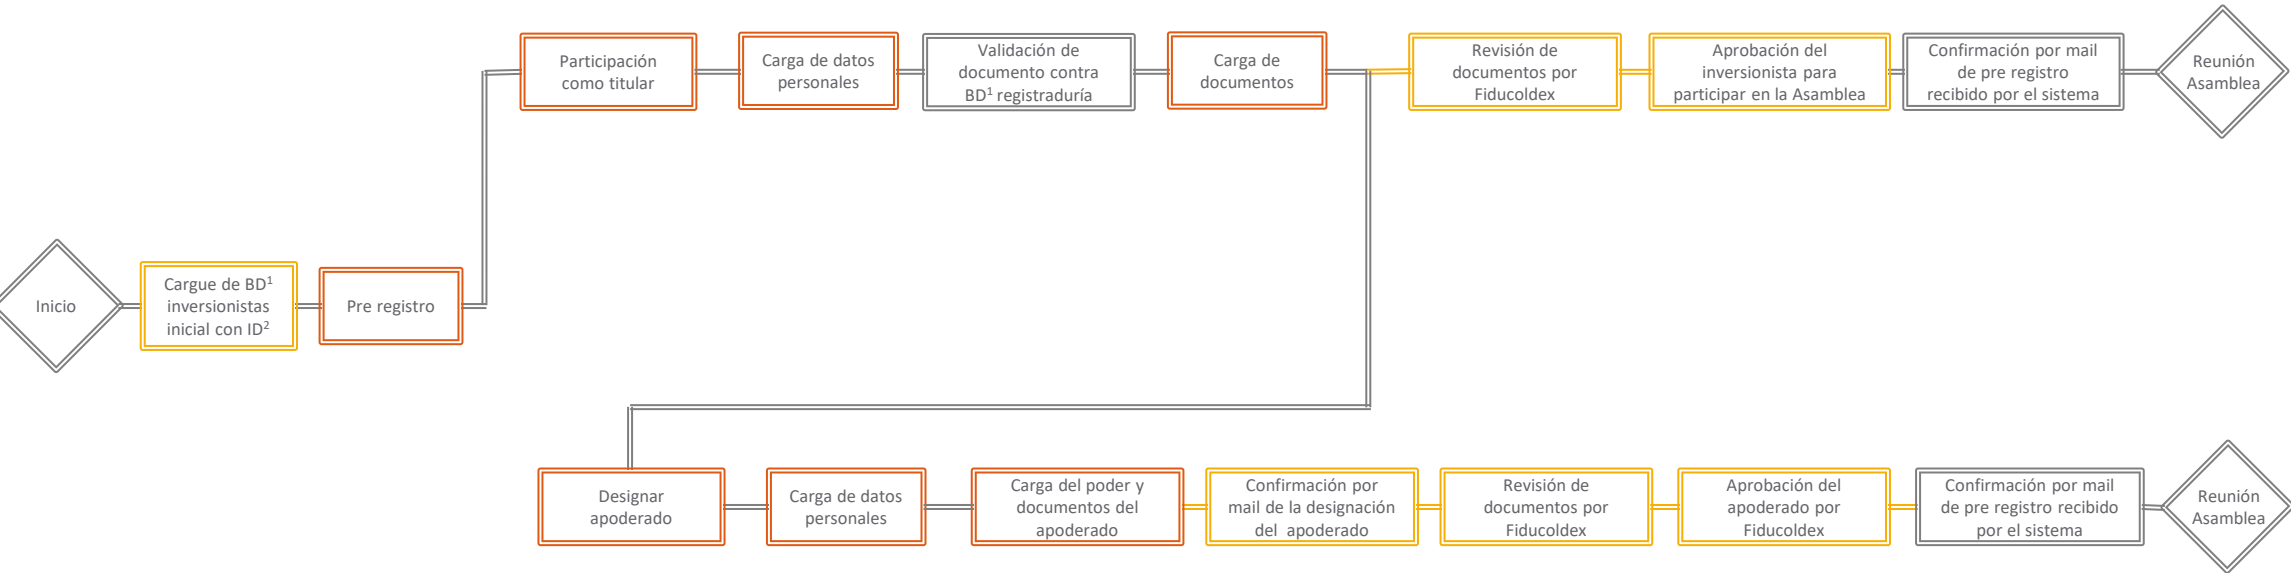 Participación
como titular
Carga de datos
personales
Validación de
documento contra
BD¹ registraduría
Carga de
documentos
Revisión de
documentos por
Fiducoldex
Aprobación del
inversionista para
participar en la Asamblea
Confirmación por mail
de pre registro
recibido por el sistema
Reunión
Asamblea
Inicio
Cargue de BD¹
inversionistas
inicial con ID²
Pre registro
Designar
apoderado
Carga de datos
personales
Carga del poder y
documentos del
apoderado
Confirmación por
mail de la designación
del apoderado
Revisión de
documentos por
Fiducoldex
Aprobación del
apoderado por
Fiducoldex
Confirmación por mail
de pre registro recibido
por el sistema
Reunión
Asamblea